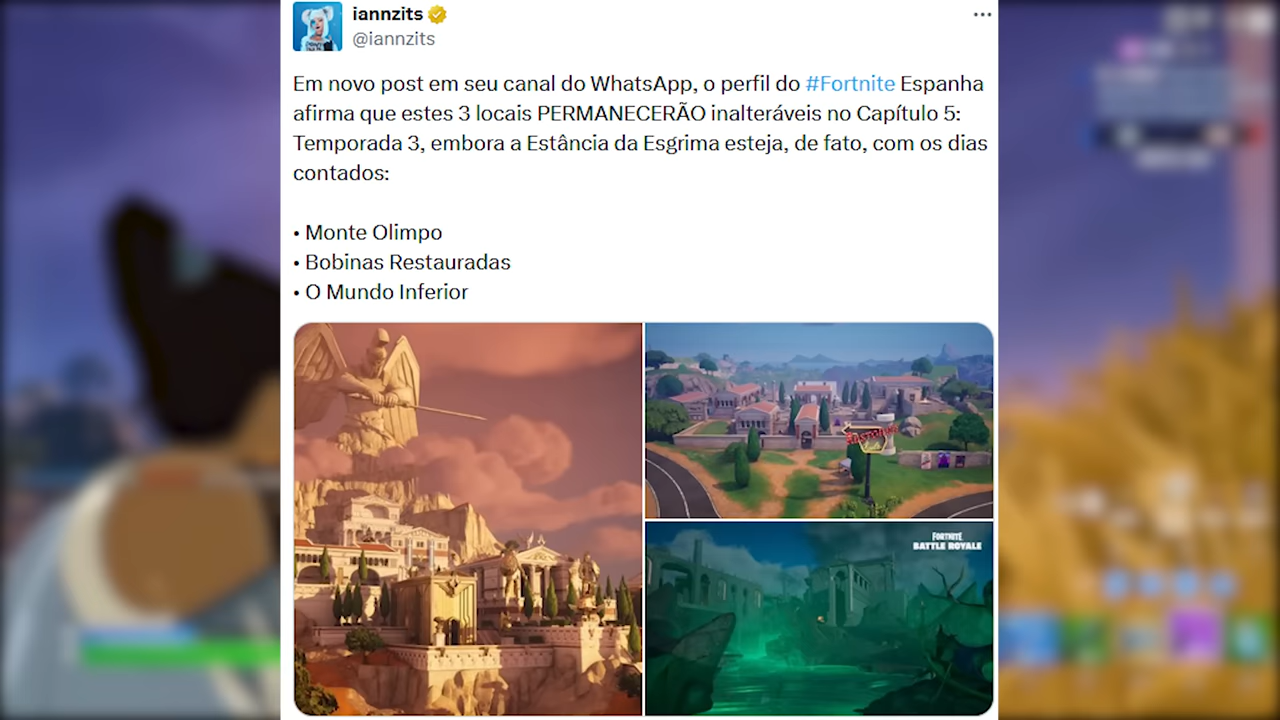 iannzits
@iannzits
Em novo post em seu canal do WhatsApp, o perfil do #Fortnite Espanha
afirma que estes 3 locais PERMANECERÃO inalteráveis no Capítulo 5:
Temporada 3, embora a Estância da Esgrima esteja, de fato, com os dias
contados:
• Monte Olimpo
• Bobinas Restauradas
• O Mundo Inferior
FORTNITE
BATTLE ROYALE